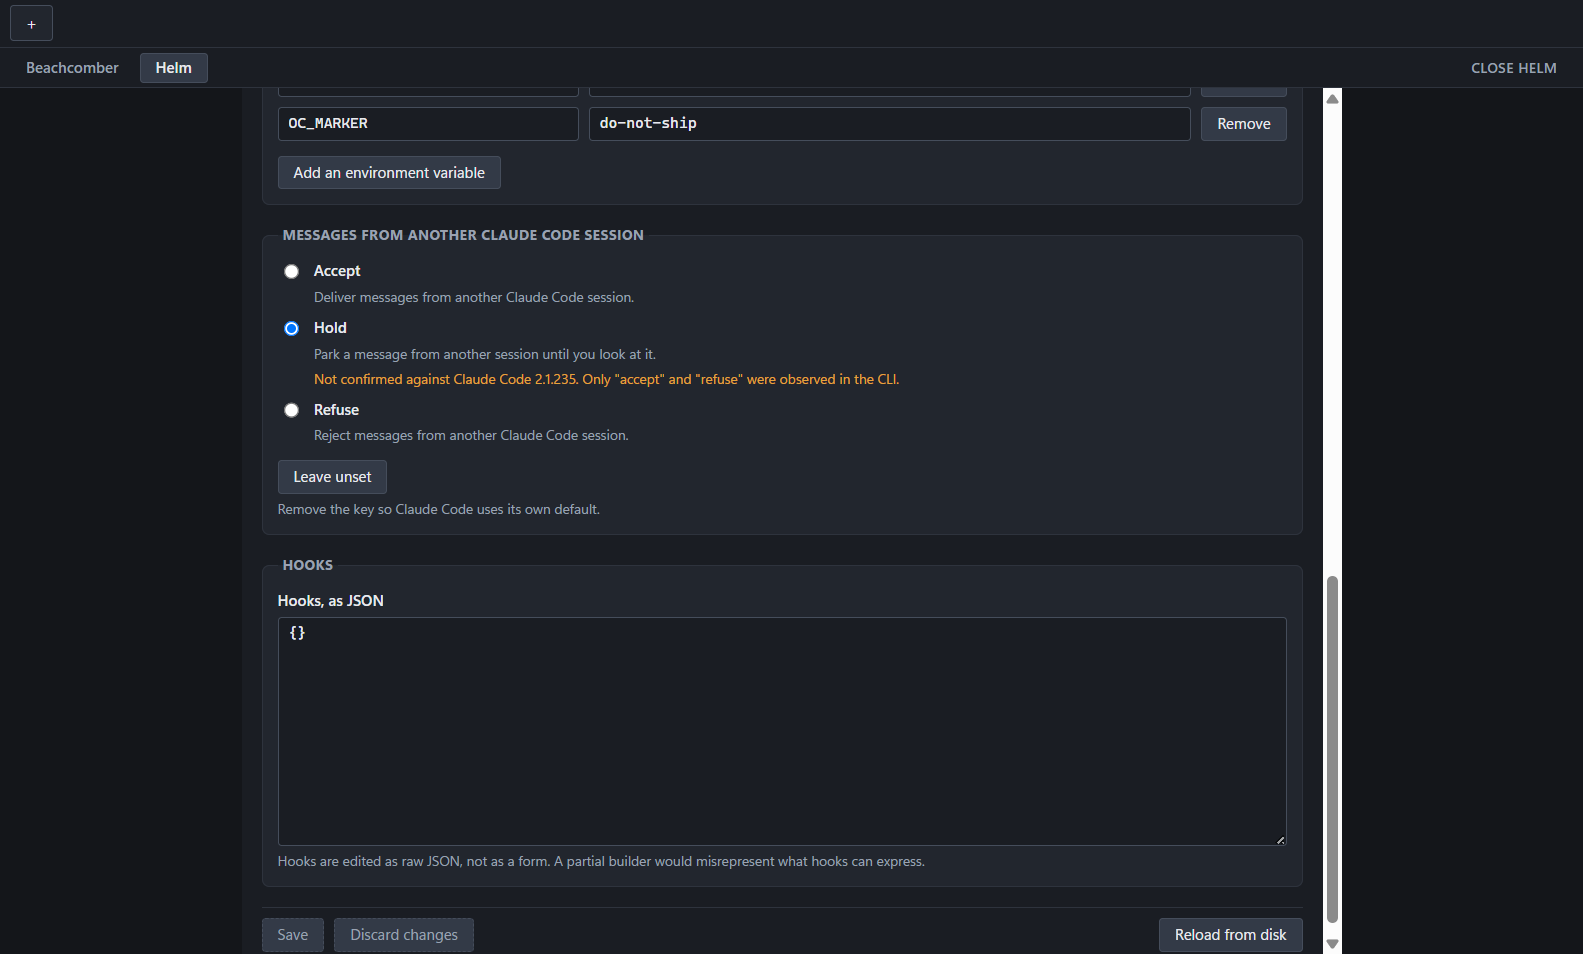 +
Beachcomber
Helm
CLOSE HELM
OC_MARKER
do-not-ship
Remove
Add an environment variable
MESSAGES FROM ANOTHER CLAUDE CODE SESSION
Accept
Deliver messages from another Claude Code session.
Hold
Park a message from another session until you look at it.
Not confirmed against Claude Code 2.1.235. Only "accept" and "refuse" were observed in the CLI.
Refuse
Reject messages from another Claude Code session.
Leave unset
Remove the key so Claude Code uses its own default.
HOOKS
Hooks, as JSON
{}
Hooks are edited as raw JSON, not as a form. A partial builder would misrepresent what hooks can express.
Save
Discard changes
Reload from disk